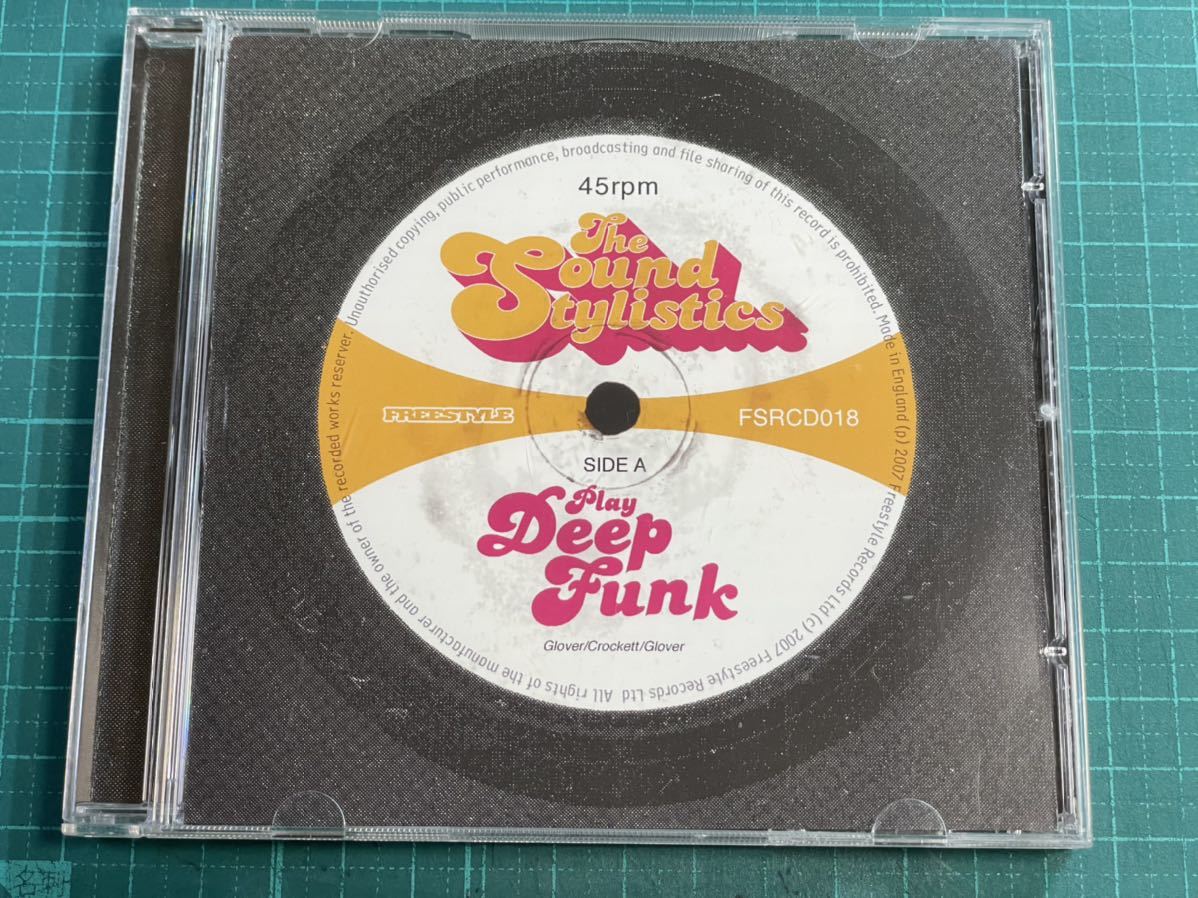 45rpm
The
Sound
Stylistics
FREESTYLE
FSRCD018
SIDE A
Play
Deep
Funk
Glover/Crockett/Glover
All rights of the manufacturer and the owner of the recorded works reserver. Unauthorised copying, public performance, broadcasting and file sharing of this record is prohibited. Made in England (p) 2007 Freestyle Records Ltd (c) 2007 Freestyle Records Ltd